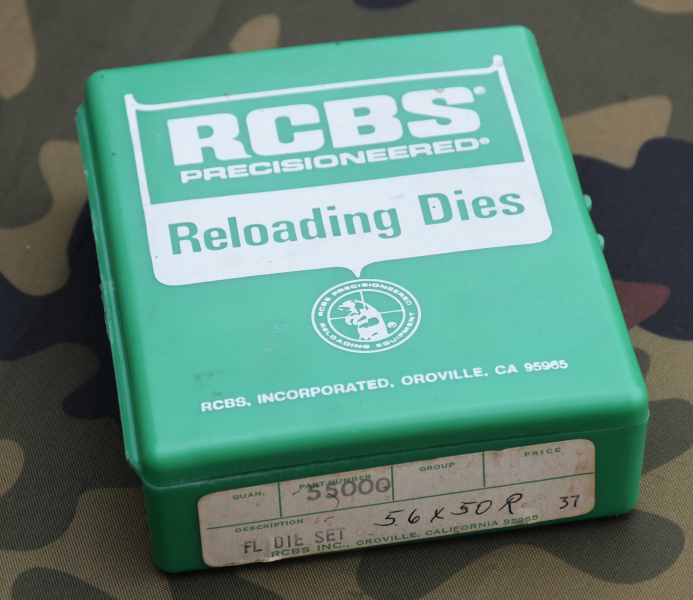 RCBS®
PRECISIONEERED®
Reloading Dies
RCBS PRECISIONEERED
RELOADING EQUIPMENT ®
RCBS, INCORPORATED, OROVILLE, CA 95965
QUAN. PART NUMBER GROUP PRICE
55000
DESCRIPTION
FL DIE SET 5.6 x 50 R 37
RCBS INC., OROVILLE, CALIFORNIA 95965